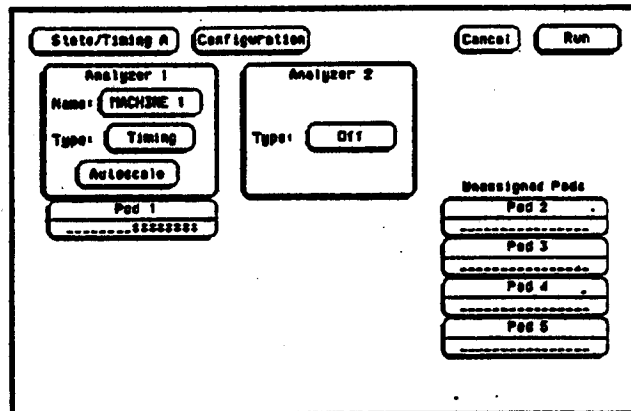 State/Timing A Configuration Cancel Run
Analyzer 1
Name: MACHINE 1
Type: Timing
Autoscale
Analyzer 2
Type: Off
Pod 1
Unassigned Pods
Pod 2
Pod 3
Pod 4
Pod 5